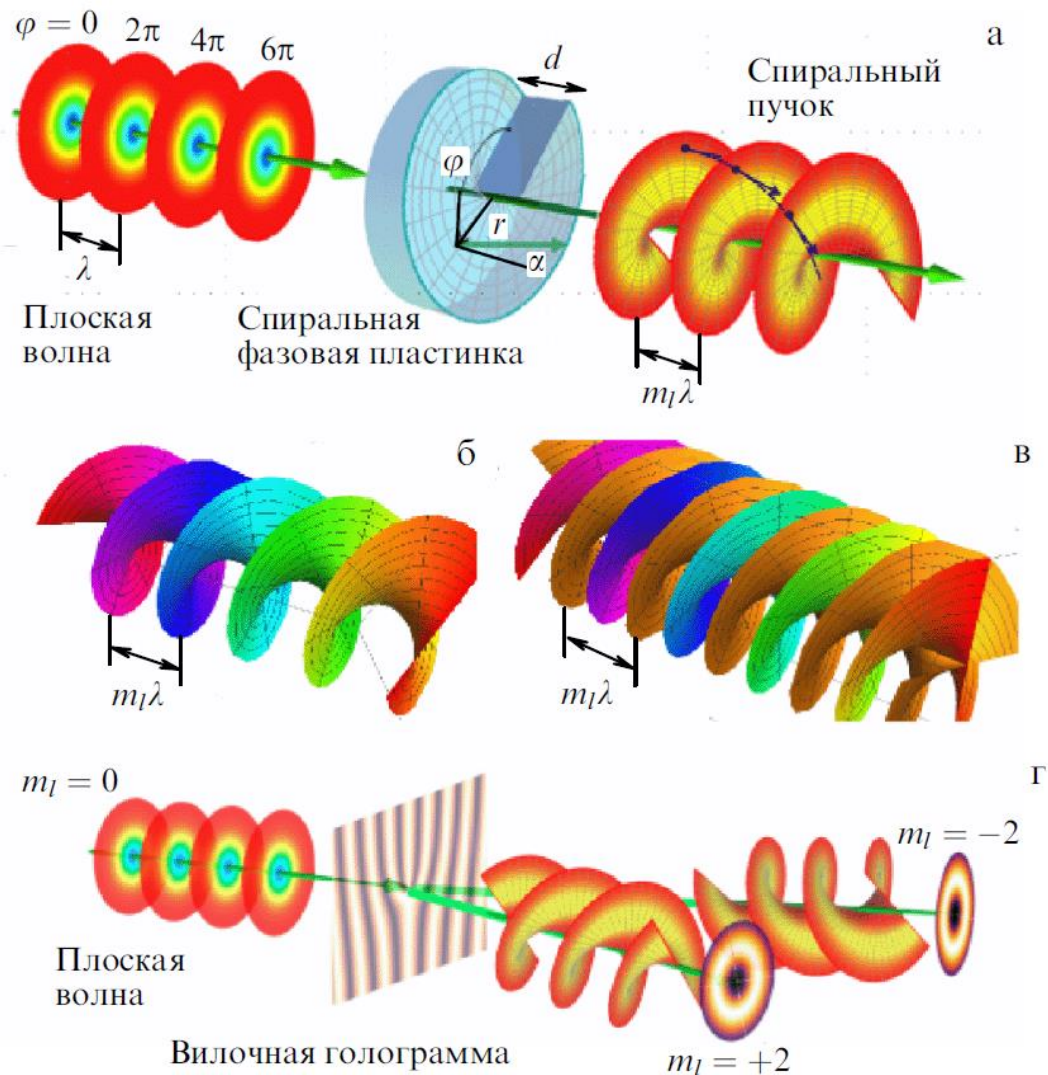 φ = 0
2π
4π
6π
a
d
Спиральный
пучок
φ
r
α
λ
Плоская
волна
Спиральная
фазовая пластинка
m_lλ
б
в
m_lλ
m_lλ
m_l = 0
г
m_l = −2
Плоская
волна
Вилочная голограмма
m_l = +2